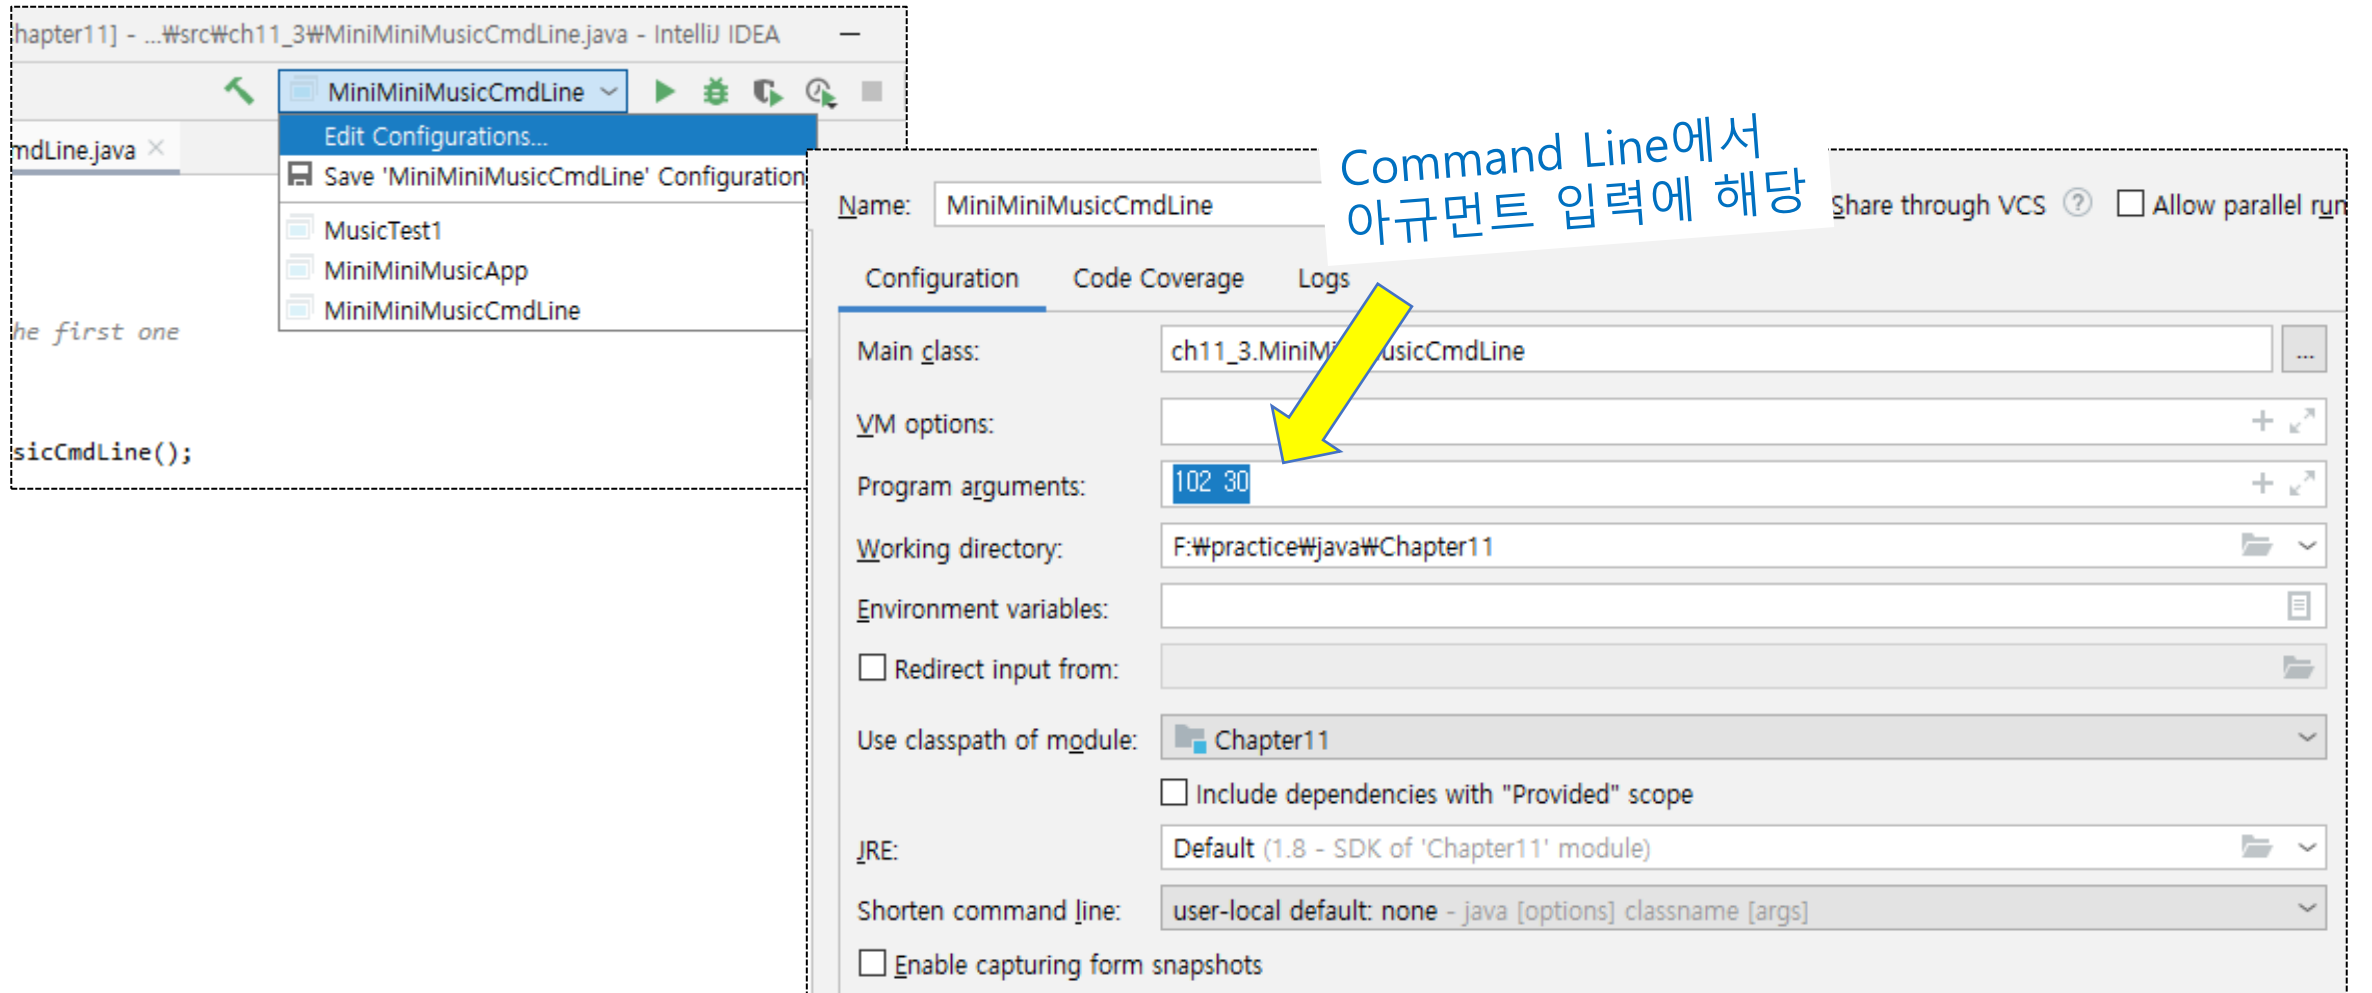 hapter11] - ...₩src₩ch11_3₩MiniMiniMusicCmdLine.java - IntelliJ IDEA
MiniMiniMusicCmdLine
Edit Configurations...
mdLine.java
Save 'MiniMiniMusicCmdLine' Configuration
MusicTest1
MiniMiniMusicApp
MiniMiniMusicCmdLine
he first one
sicCmdLine();
Command Line에서
아규먼트 입력에 해당
Name: MiniMiniMusicCmdLine Share through VCS ? Allow parallel run
Configuration Code Coverage Logs
Main class: ch11_3.MiniMi usicCmdLine ...
VM options:
Program arguments: 102 30
Working directory: F:₩practice₩java₩Chapter11
Environment variables:
Redirect input from:
Use classpath of module: Chapter11
Include dependencies with "Provided" scope
JRE: Default (1.8 - SDK of 'Chapter11' module)
Shorten command line: user-local default: none - java [options] classname [args]
Enable capturing form snapshots